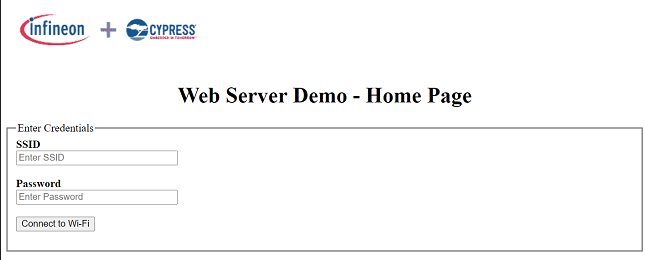 infineon + CYPRESS
EMBEDDED IN TOMORROW
Web Server Demo - Home Page
Enter Credentials
SSID
Enter SSID
Password
Enter Password
Connect to Wi-Fi